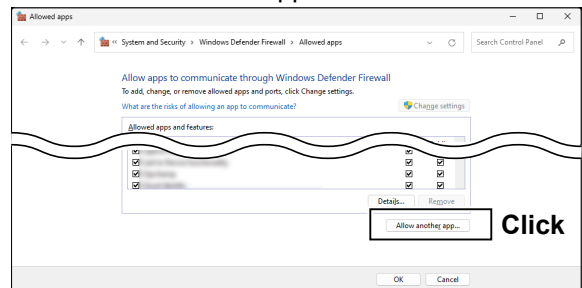 Allowed apps
« System and Security > Windows Defender Firewall > Allowed apps
Search Control Panel
Allow apps to communicate through Windows Defender Firewall
To add, change, or remove allowed apps and ports, click Change settings.
What are the risks of allowing an app to communicate?
Change settings
Allowed apps and features:
Details...
Remove
Allow another app...
Click
OK
Cancel